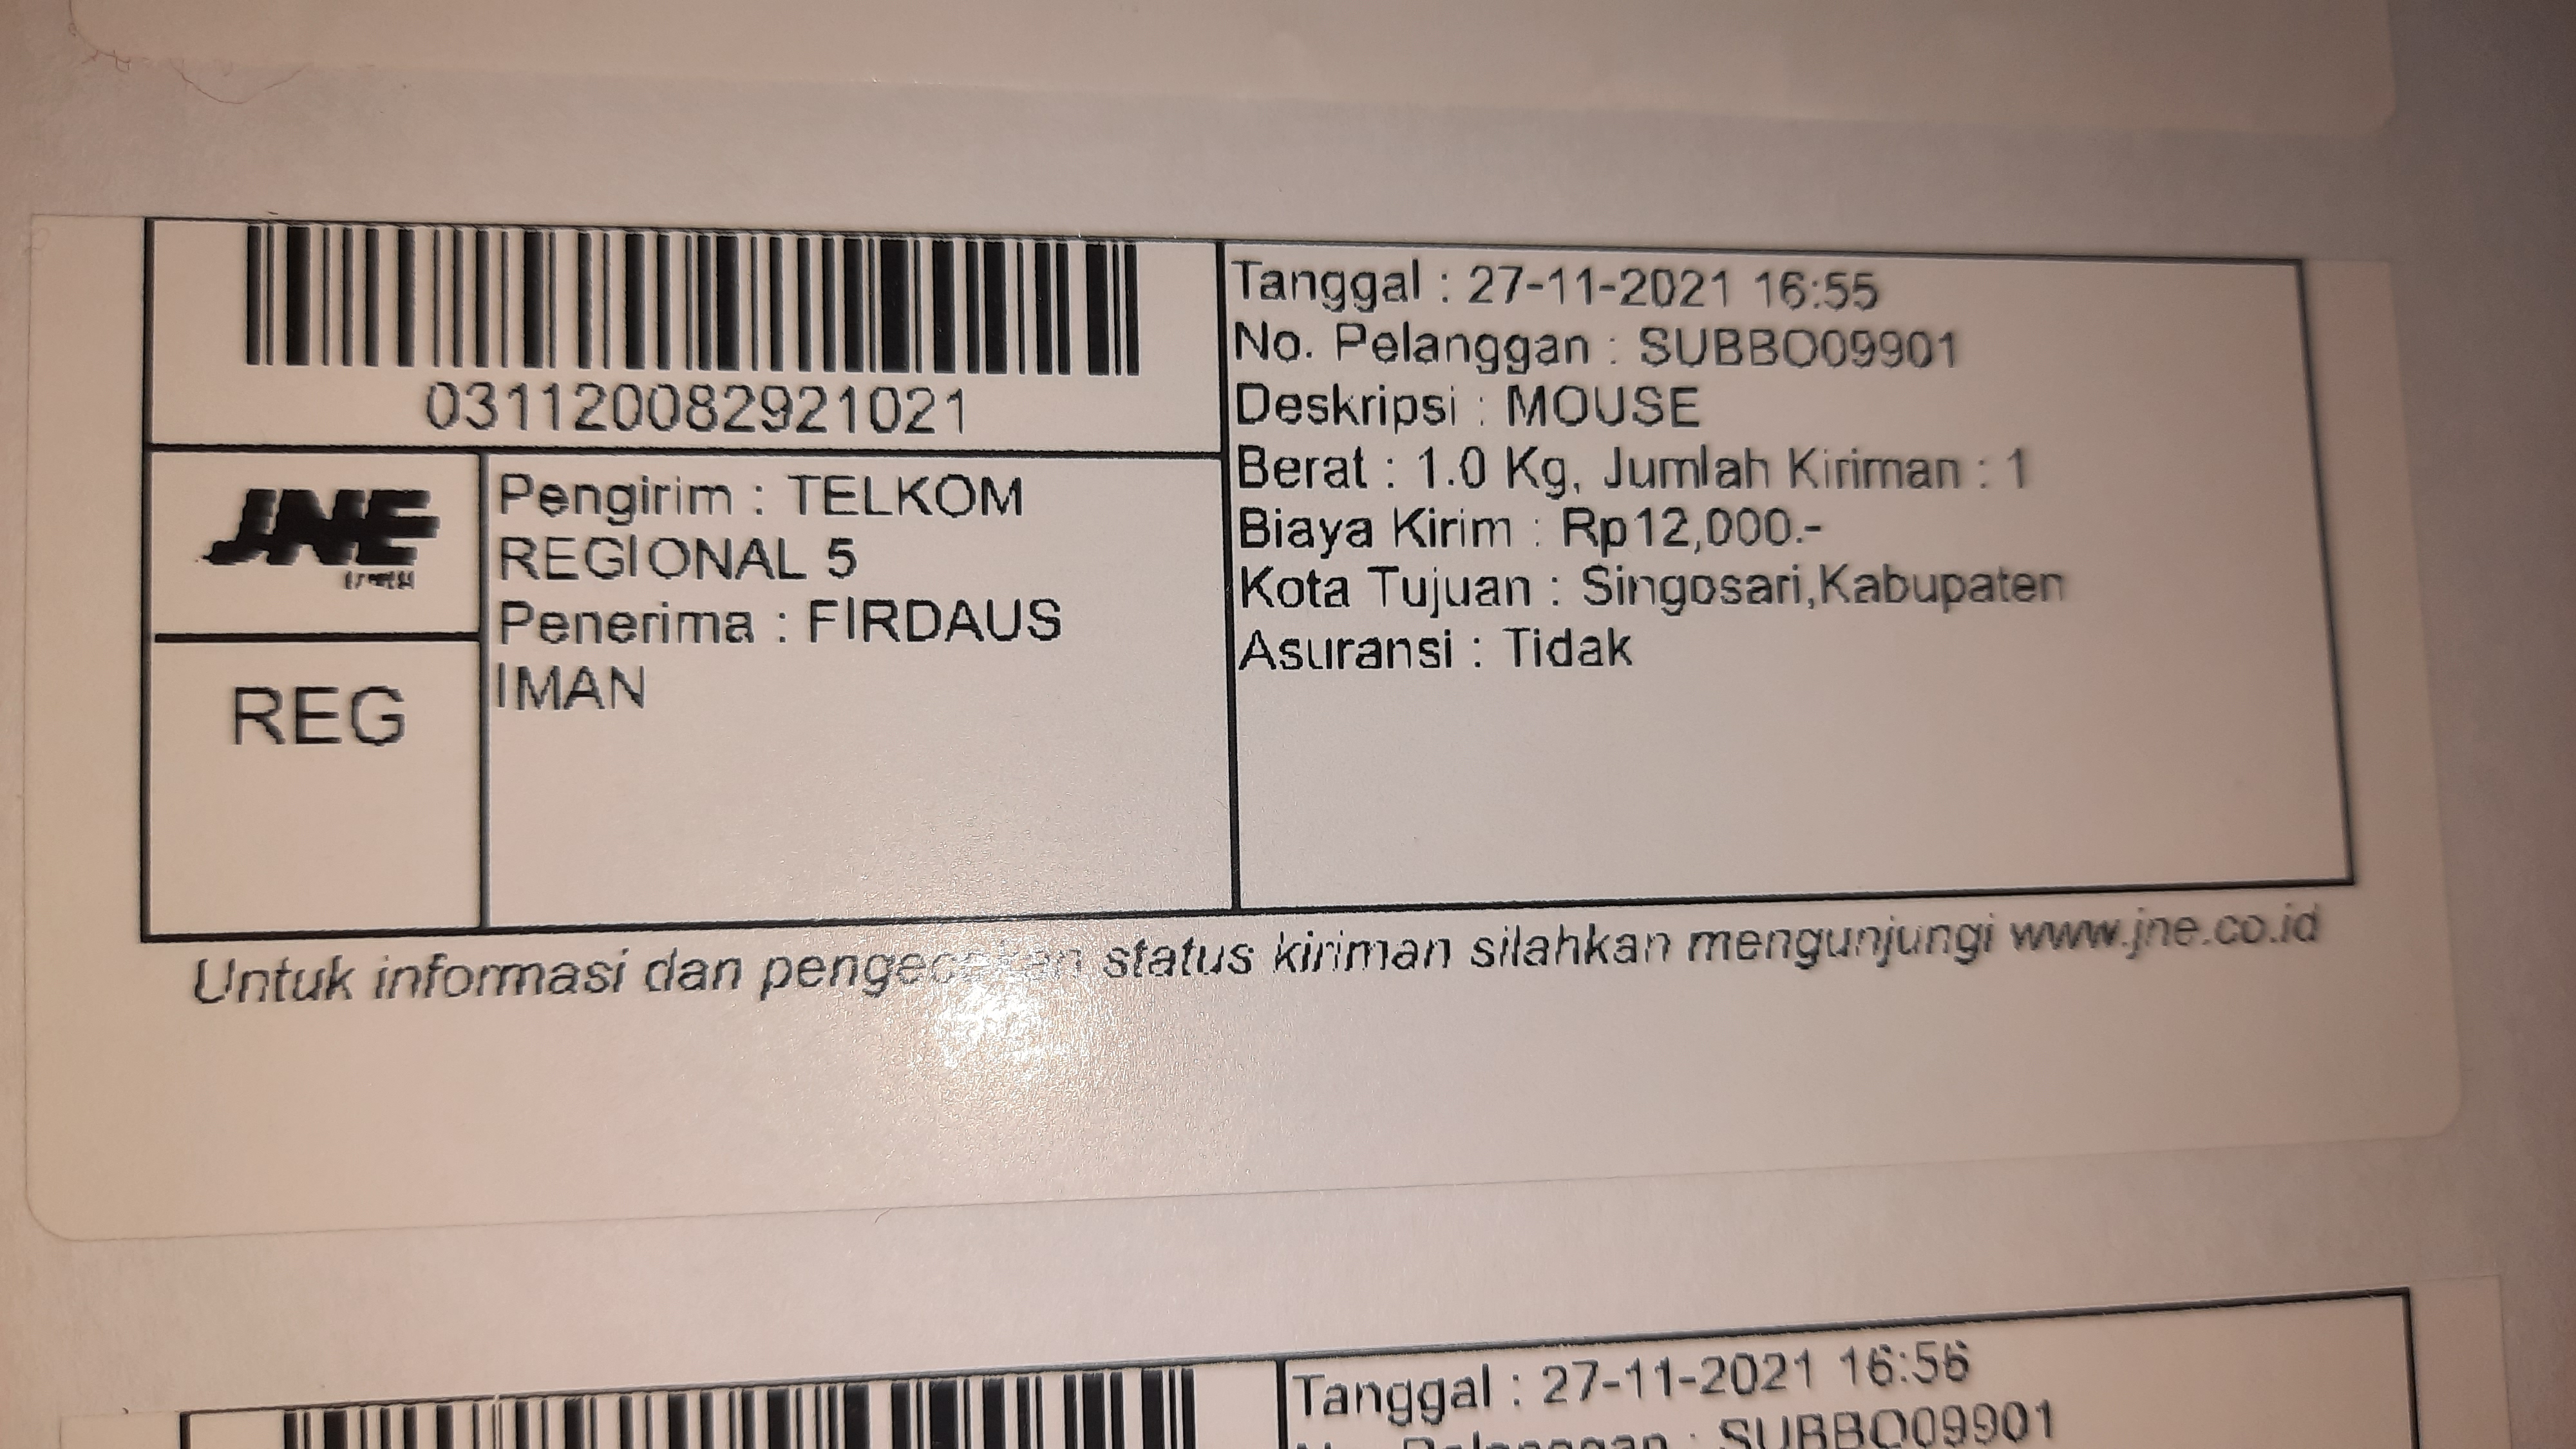 031120082921021
JNE
REG
Pengirim : TELKOM
REGIONAL 5
Penerima : FIRDAUS
IMAN
Tanggal : 27-11-2021 16:55
No. Pelanggan : SUBBO09901
Deskripsi : MOUSE
Berat : 1.0 Kg, Jumlah Kiriman : 1
Biaya Kirim : Rp12,000.-
Kota Tujuan : Singosari,Kabupaten
Asuransi : Tidak
Untuk informasi dan pengecekan status kiriman silahkan mengunjungi www.jne.co.id
Tanggal : 27-11-2021 16:56
: SUBBO09901